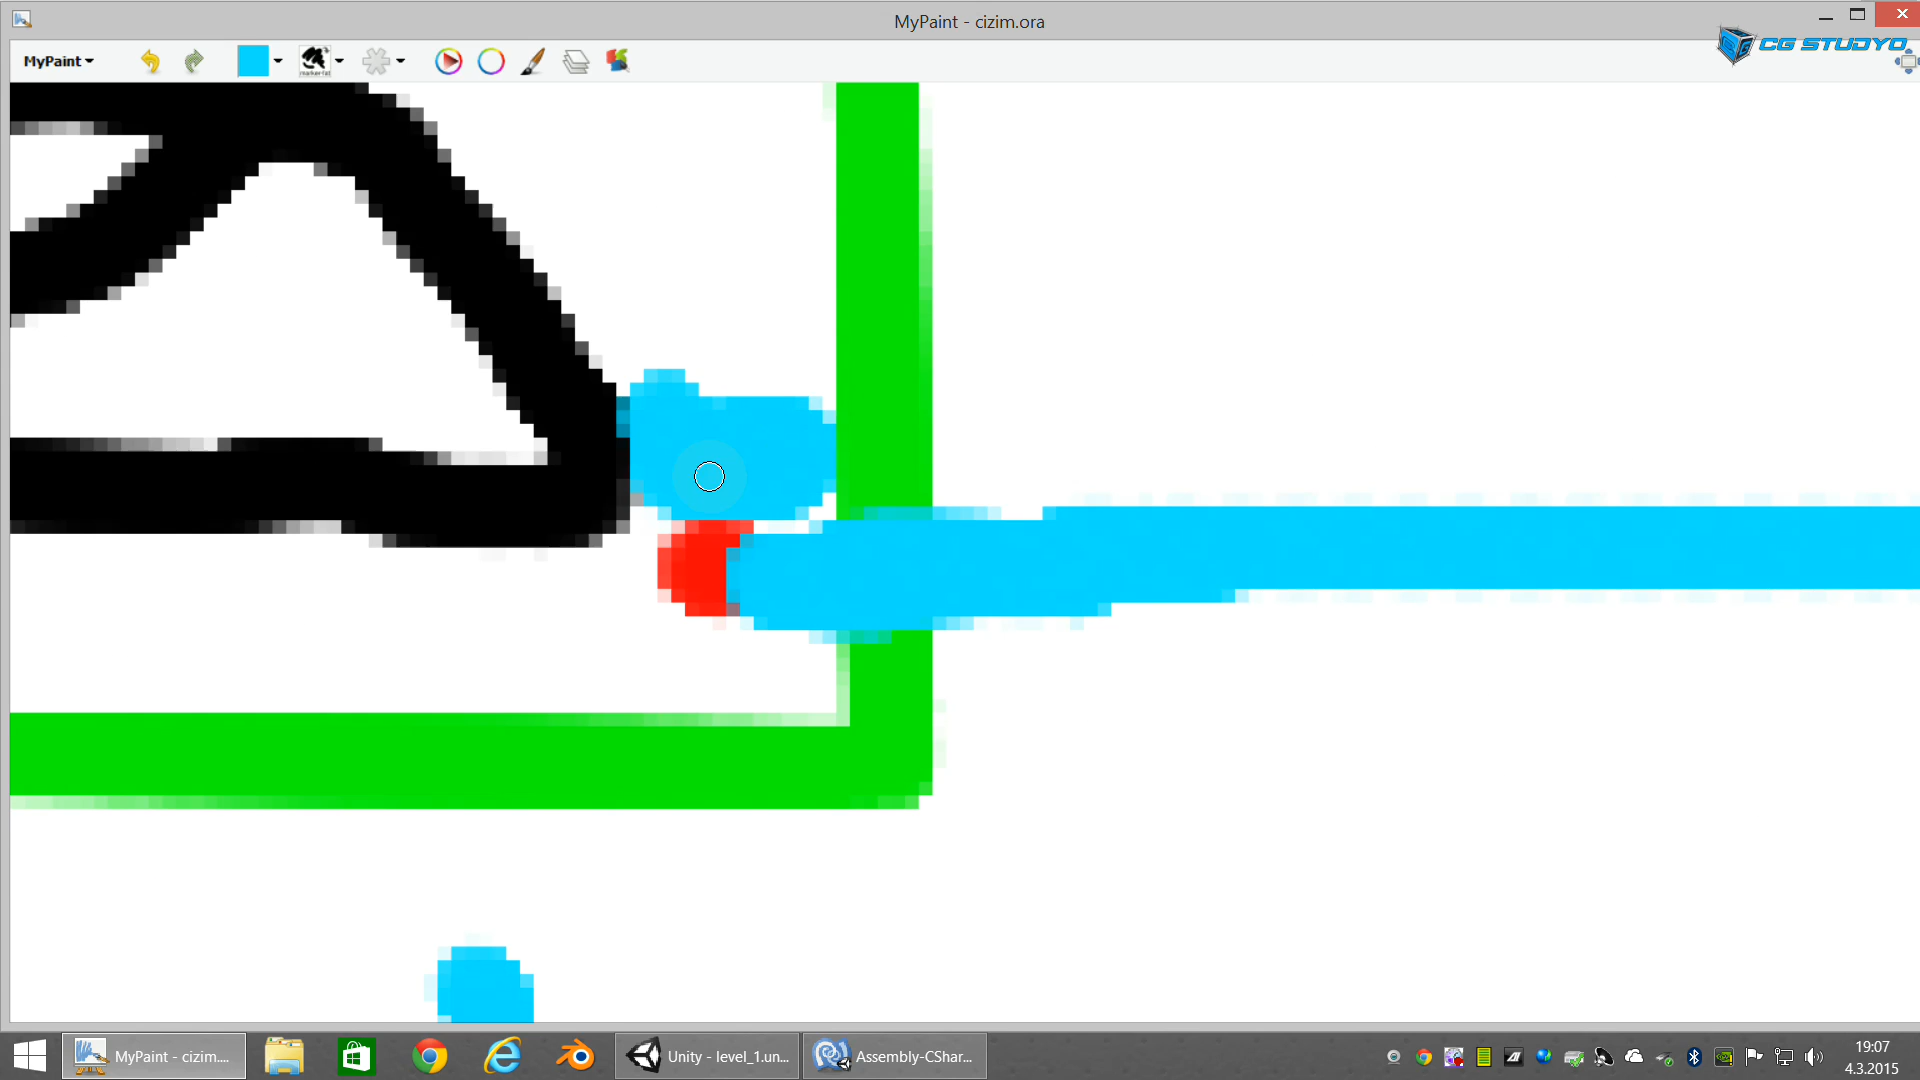 MyPaint - cizim.ora
MyPaint
CG STUDYO
MyPaint - cizim....
Unity - level_1.un...
Assembly-CShar...
19:07
4.3.2015